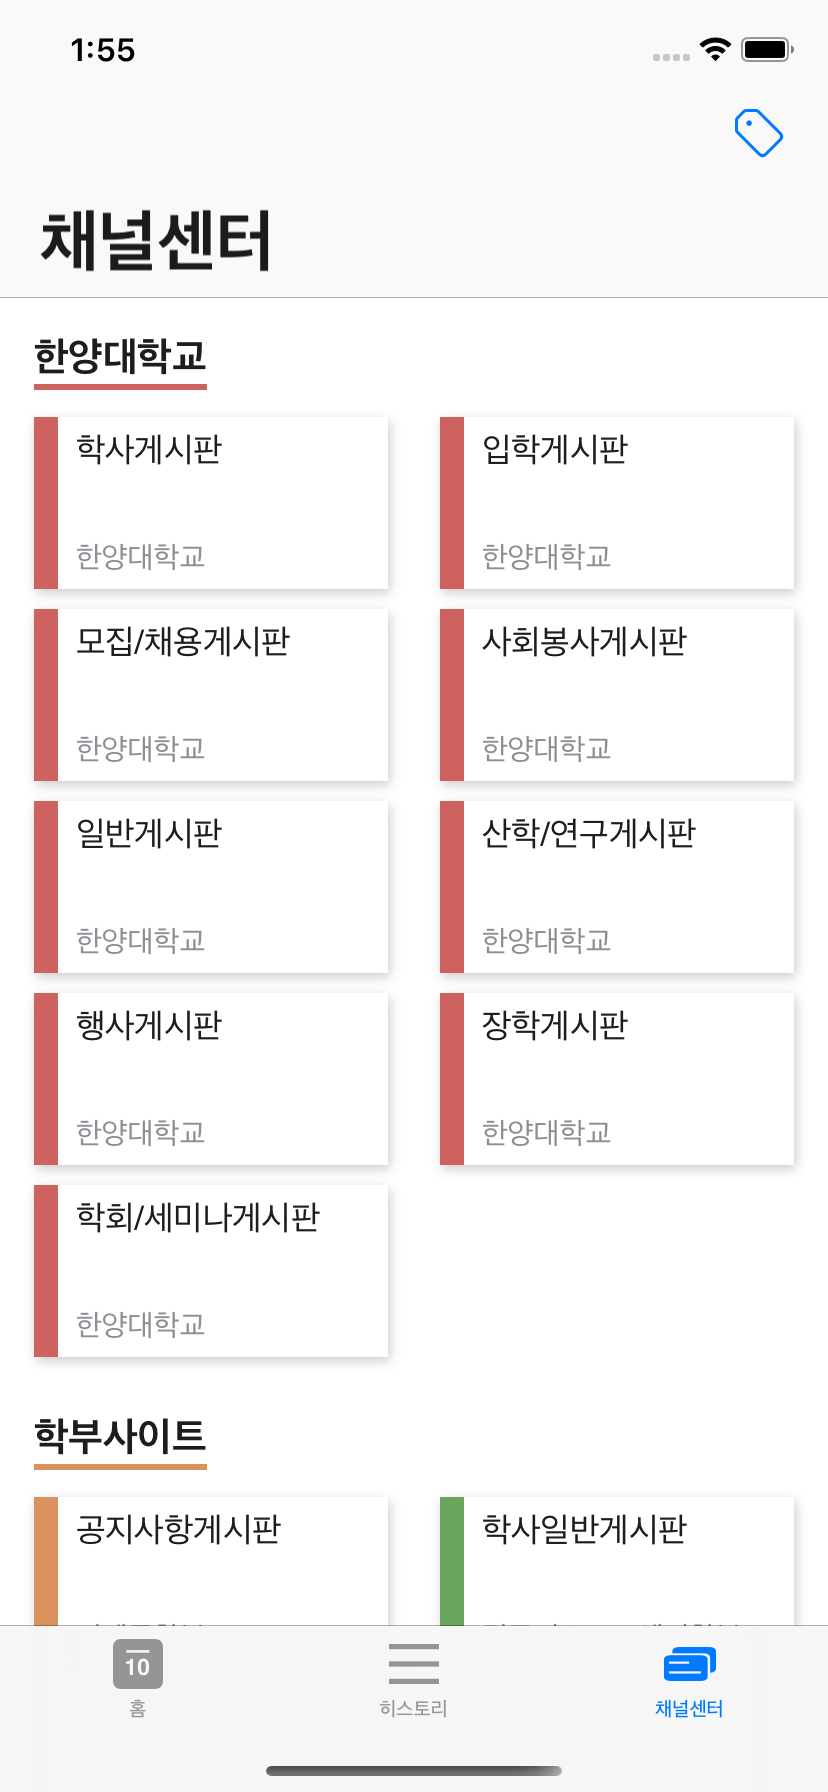 1:55
채널센터
한양대학교
학사게시판
한양대학교
입학게시판
한양대학교
모집/채용게시판
한양대학교
사회봉사게시판
한양대학교
일반게시판
한양대학교
산학/연구게시판
한양대학교
행사게시판
한양대학교
장학게시판
한양대학교
학회/세미나게시판
한양대학교
학부사이트
공지사항게시판
학사일반게시판
10
홈
히스토리
채널센터